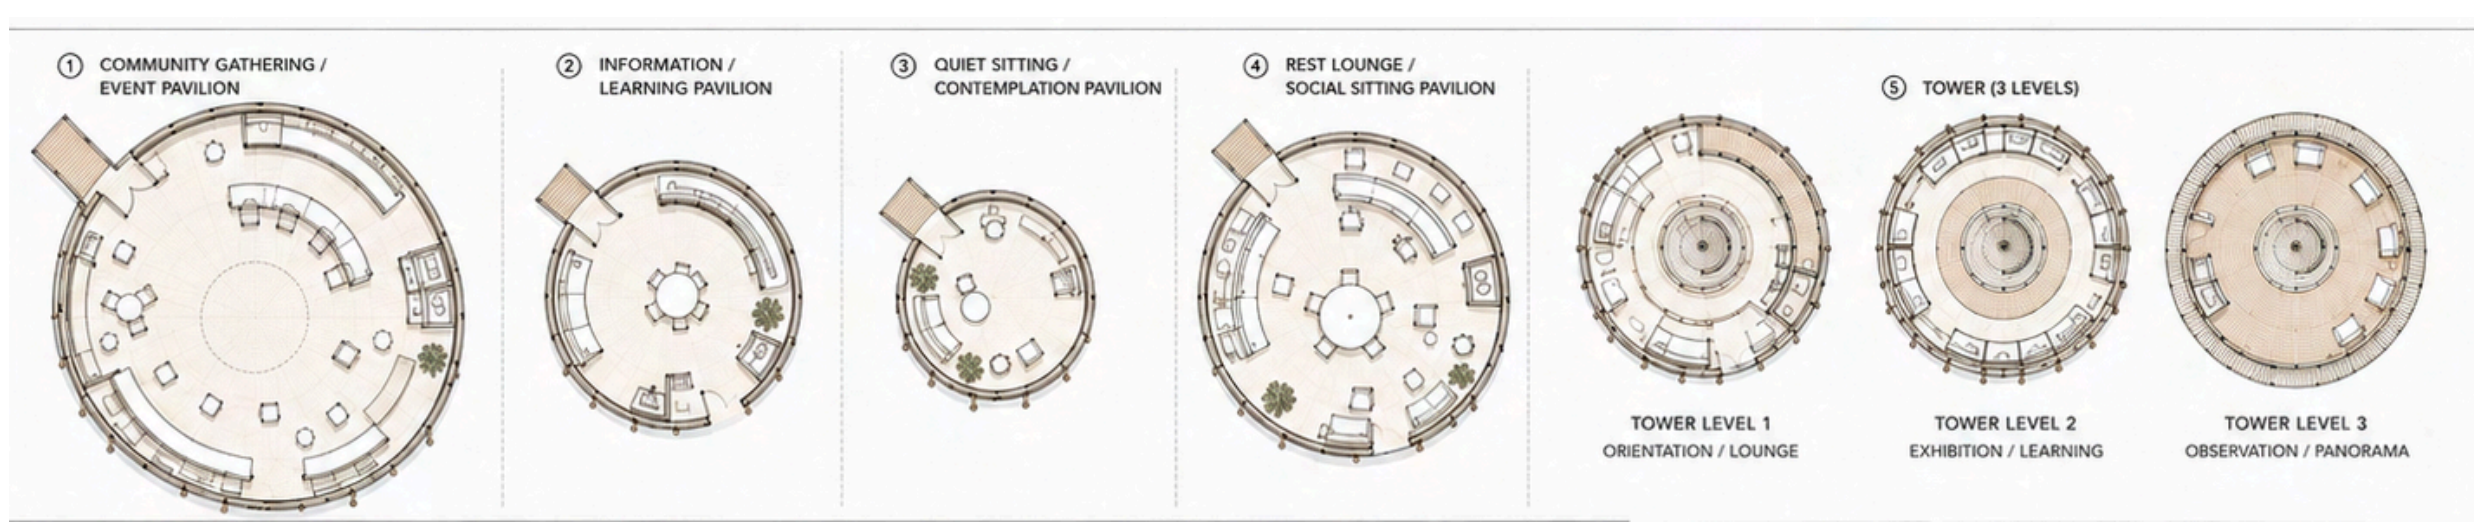 1 COMMUNITY GATHERING /
EVENT PAVILION
2 INFORMATION /
LEARNING PAVILION
3 QUIET SITTING /
CONTEMPLATION PAVILION
4 REST LOUNGE /
SOCIAL SITTING PAVILION
5 TOWER (3 LEVELS)
TOWER LEVEL 1
ORIENTATION / LOUNGE
TOWER LEVEL 2
EXHIBITION / LEARNING
TOWER LEVEL 3
OBSERVATION / PANORAMA